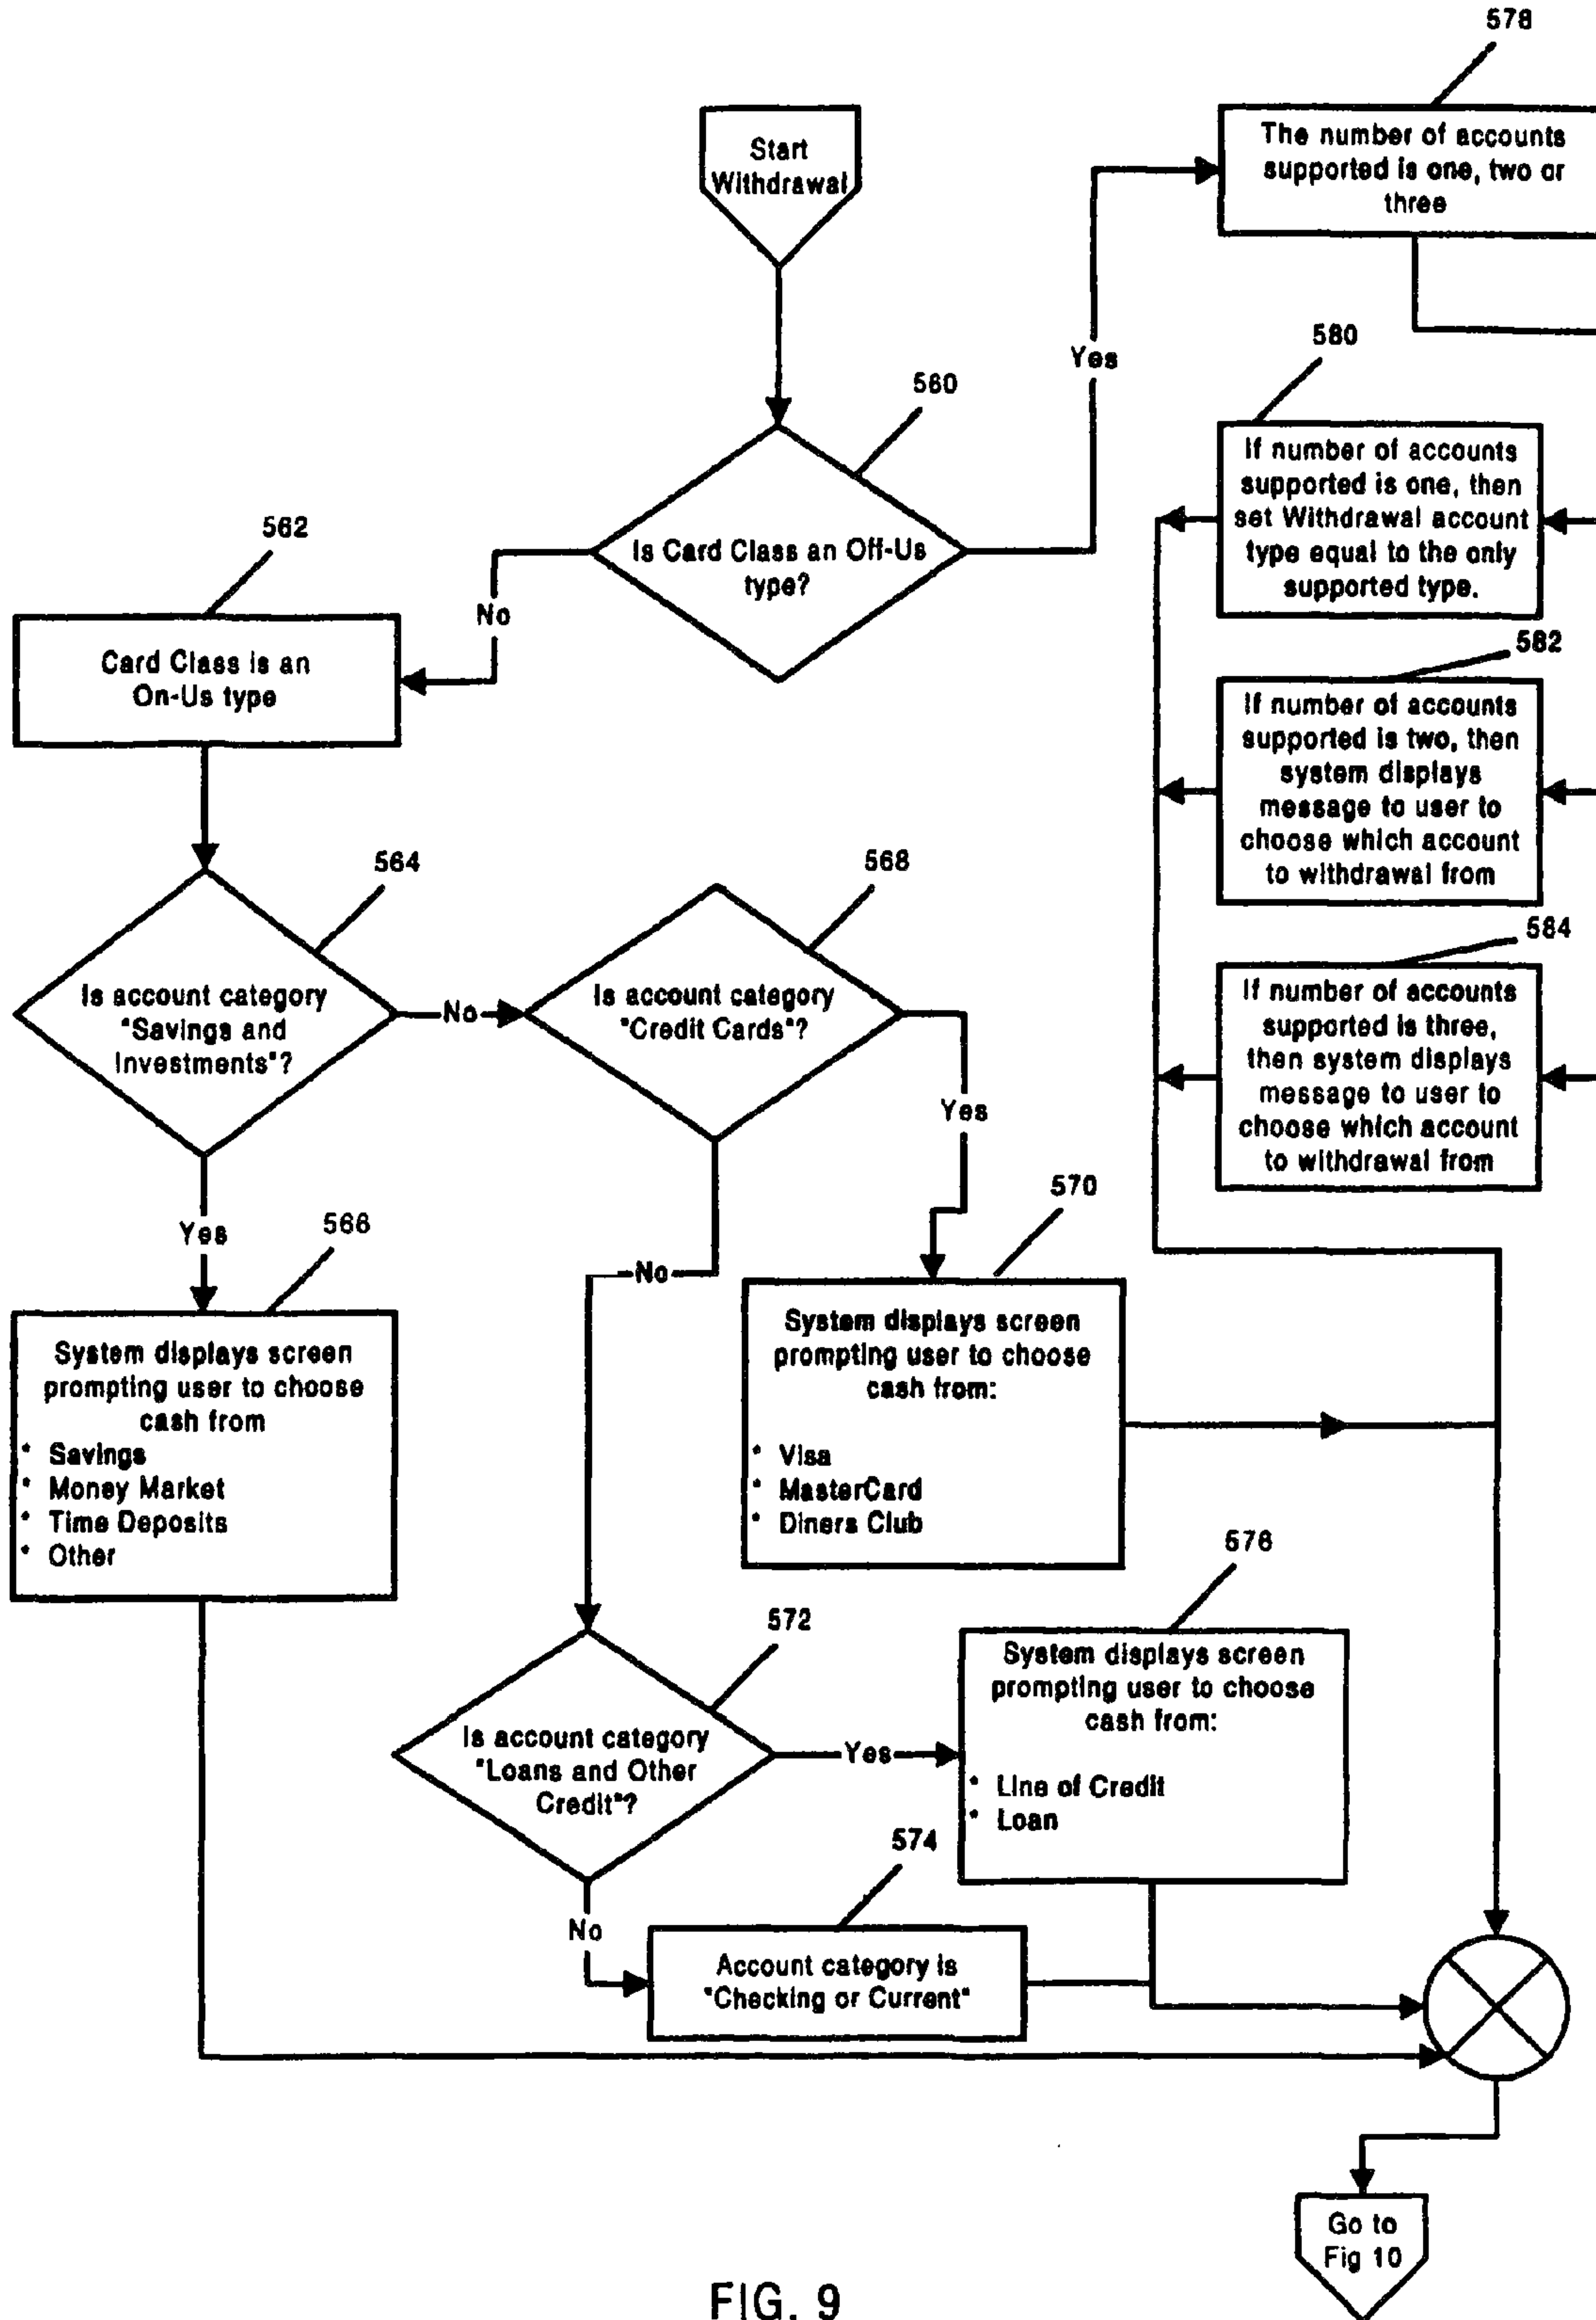 578
The number of accounts
supported is one, two or
three
Start
Withdrawal
Yes
580
If number of accounts
supported is one, then
set Withdrawal account
type equal to the only
supported type.
560
Is Card Class an Off-Us
type?
No
562
Card Class is an
On-Us type
582
If number of accounts
supported is two, then
system displays
message to user to
choose which account
to withdrawal from
564
Is account category
"Savings and
Investments"?
No
568
Is account category
"Credit Cards"?
Yes
584
If number of accounts
supported is three,
then system displays
message to user to
choose which account
to withdrawal from
Yes
566
System displays screen
prompting user to choose
cash from
* Savings
* Money Market
* Time Deposits
* Other
No
570
System displays screen
prompting user to choose
cash from:
* Visa
* MasterCard
* Diners Club
572
Is account category
"Loans and Other
Credit"?
Yes
576
System displays screen
prompting user to choose
cash from:
* Line of Credit
* Loan
No
574
Account category is
"Checking or Current"
Go to
Fig 10
FIG. 9